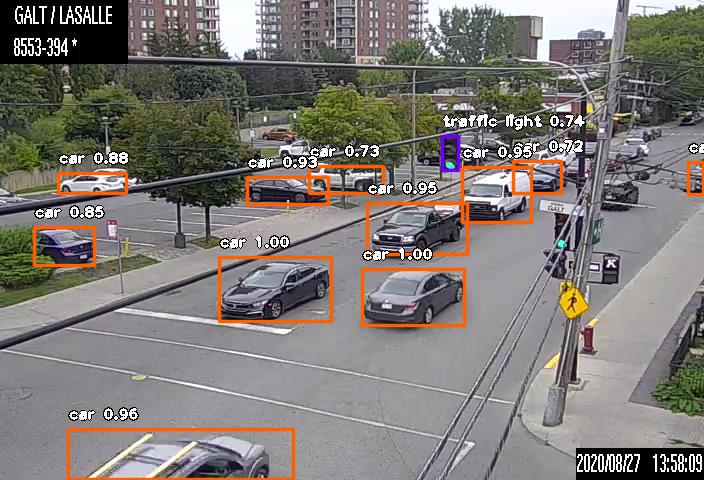 GALT / LASALLE
8553-394 *
traffic light 0.74
car 0.88
car 0.93
car 0.73
car 0.95
car 0.72
ca
car 0.85
car 0.95
GALT
car 1.00
car 1.00
K
car 0.96
2020/08/27 13:58:09